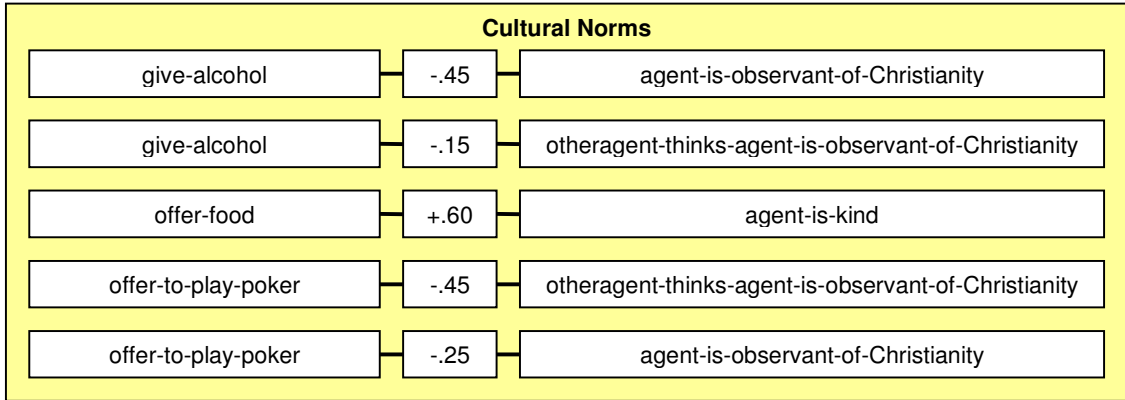 Cultural Norms
give-alcohol -.45 agent-is-observant-of-Christianity
give-alcohol -.15 otheragent-thinks-agent-is-observant-of-Christianity
offer-food +.60 agent-is-kind
offer-to-play-poker -.45 otheragent-thinks-agent-is-observant-of-Christianity
offer-to-play-poker -.25 agent-is-observant-of-Christianity